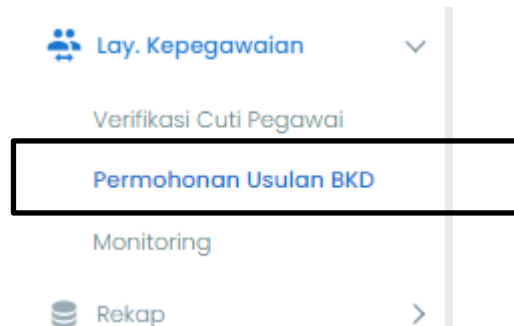 Lay. Kepegawaian
Verifikasi Cuti Pegawai
Permohonan Usulan BKD
Monitoring
Rekap